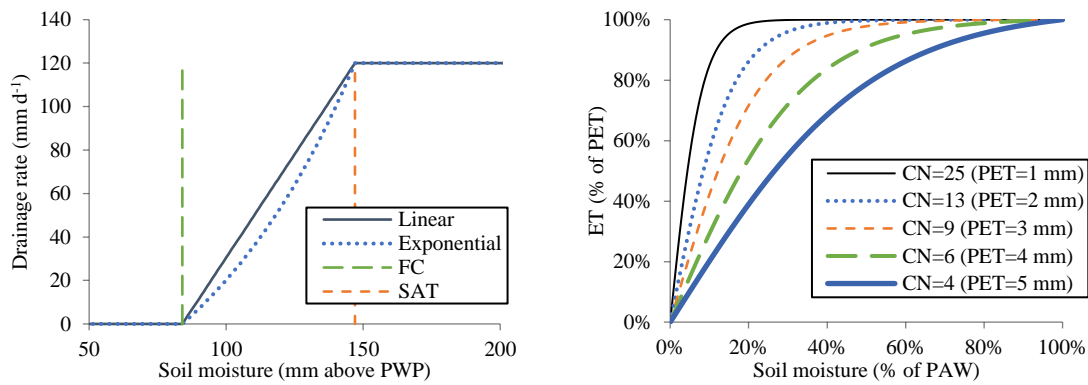 140
120
100
80
60
40
20
0
Drainage rate (mm d-1)
50
100
150
200
Soil moisture (mm above PWP)
Linear
Exponential
FC
SAT
100%
80%
60%
40%
20%
0%
ET (% of PET)
0%
20%
40%
60%
80%
100%
Soil moisture (% of PAW)
CN=25 (PET=1 mm)
CN=13 (PET=2 mm)
CN=9 (PET=3 mm)
CN=6 (PET=4 mm)
CN=4 (PET=5 mm)